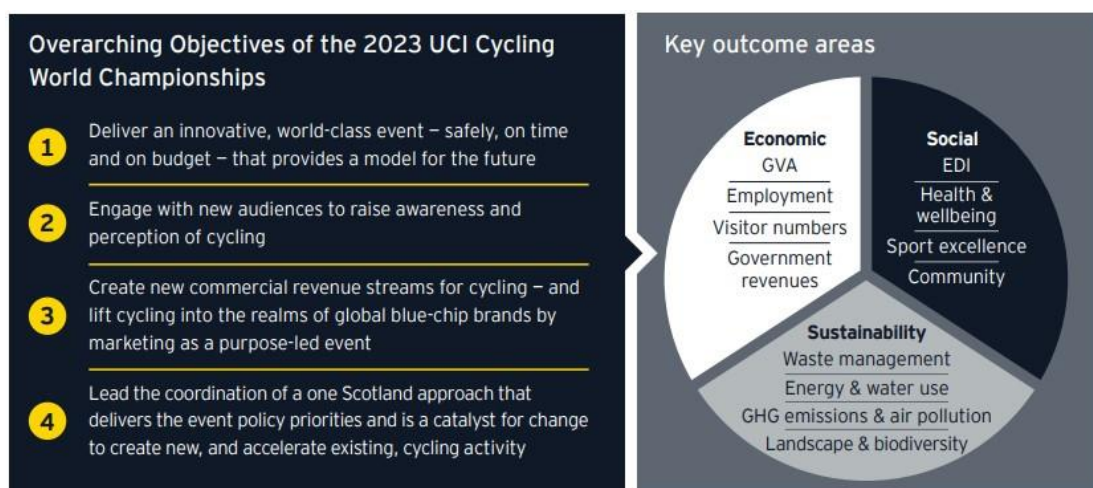 Overarching Objectives of the 2023 UCI Cycling
World Championships
1
Deliver an innovative, world-class event – safely, on time
and on budget – that provides a model for the future
2
Engage with new audiences to raise awareness and
perception of cycling
3
Create new commercial revenue streams for cycling – and
lift cycling into the realms of global blue-chip brands by
marketing as a purpose-led event
4
Lead the coordination of a one Scotland approach that
delivers the event policy priorities and is a catalyst for change
to create new, and accelerate existing, cycling activity
Key outcome areas
Economic
GVA
Employment
Visitor numbers
Government
revenues
Social
EDI
Health &
wellbeing
Sport excellence
Community
Sustainability
Waste management
Energy & water use
GHG emissions & air pollution
Landscape & biodiversity